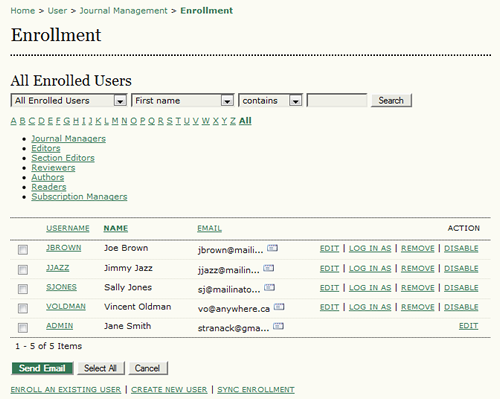 Home > User > Journal Management > Enrollment
Enrollment
All Enrolled Users
All Enrolled Users First name contains Search
A B C D E F G H I J K L M N O P Q R S T U V W X Y Z All
Journal Managers
Editors
Section Editors
Reviewers
Authors
Readers
Subscription Managers
USERNAME NAME EMAIL ACTION
JBROWN Joe Brown jbrown@maili... EDIT | LOG IN AS | REMOVE | DISABLE
JJAZZ Jimmy Jazz jjazz@mailin... EDIT | LOG IN AS | REMOVE | DISABLE
SJONES Sally Jones sj@mailinato... EDIT | LOG IN AS | REMOVE | DISABLE
VOLDMAN Vincent Oldman vo@anywhere.ca EDIT | LOG IN AS | REMOVE | DISABLE
ADMIN Jane Smith stranack@gma... EDIT
1 - 5 of 5 Items
Send Email Select All Cancel
ENROLL AN EXISTING USER | CREATE NEW USER | SYNC ENROLLMENT